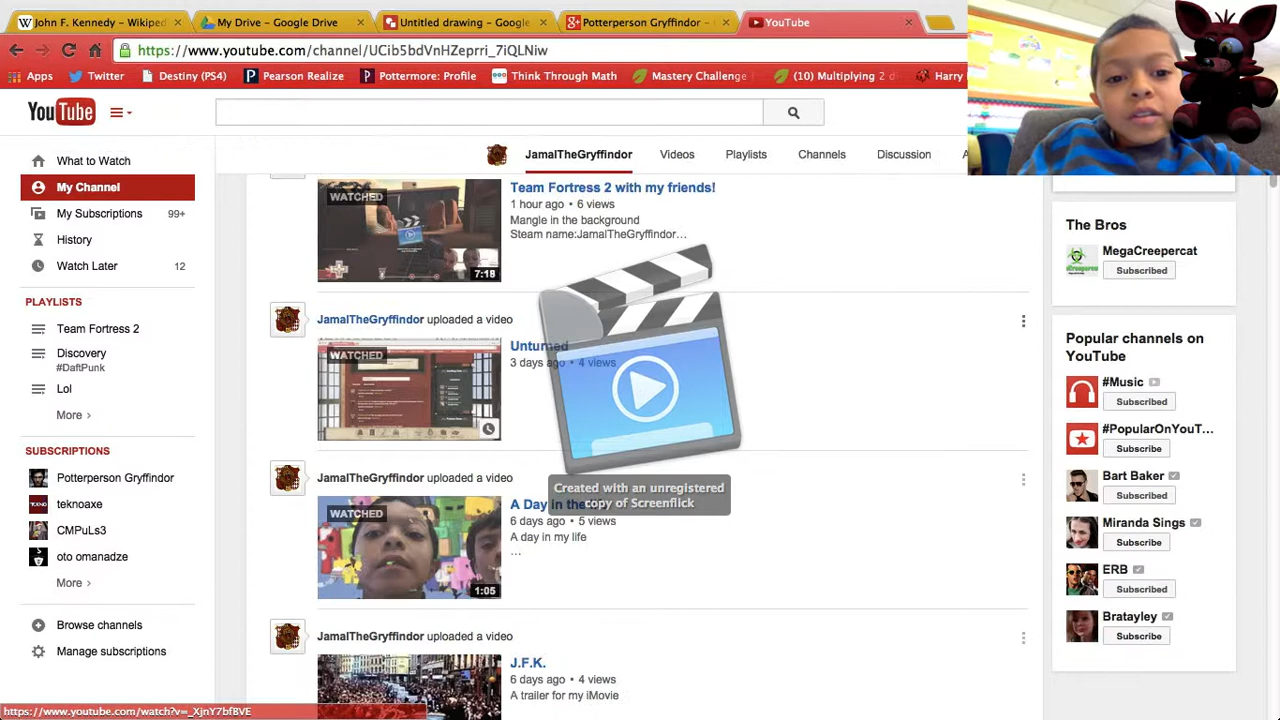 John F. Kennedy - Wikiped
My Drive - Google Drive
Untitled drawing - Google
Potterperson Gryffindor -
YouTube
https://www.youtube.com/channel/UCib5bdVnHZeprri_7iQLNiw
Apps
Twitter
Destiny (PS4)
Pearson Realize
Pottermore: Profile
Think Through Math
Mastery Challenge
(10) Multiplying 2
Harry
YouTube
What to Watch
My Channel
My Subscriptions 99+
History
Watch Later 12
PLAYLISTS
Team Fortress 2
Discovery
#DaftPunk
Lol
More >
SUBSCRIPTIONS
Potterperson Gryffindor
teknoaxe
CMPuLs3
oto omanadze
More >
Browse channels
Manage subscriptions
JamalTheGryffindor Videos Playlists Channels Discussion
WATCHED
7:18
Team Fortress 2 with my friends!
1 hour ago • 6 views
Mangle in the background
Steam name:JamalTheGryffindor...
JamalTheGryffindor uploaded a video
WATCHED
Unturned
3 days ago • 4 views
JamalTheGryffindor uploaded a video
WATCHED
1:05
A Day in the
6 days ago • 5 views
A day in my life
...
Created with an unregistered
copy of Screenflick
JamalTheGryffindor uploaded a video
J.F.K.
6 days ago • 4 views
A trailer for my iMovie
The Bros
MegaCreepercat
Subscribed
Popular channels on
YouTube
#Music
Subscribed
#PopularOnYouT...
Subscribe
Bart Baker
Subscribed
Miranda Sings
Subscribe
ERB
Subscribed
Bratayley
Subscribe
https://www.youtube.com/watch?v=_XjnY7bf8VE